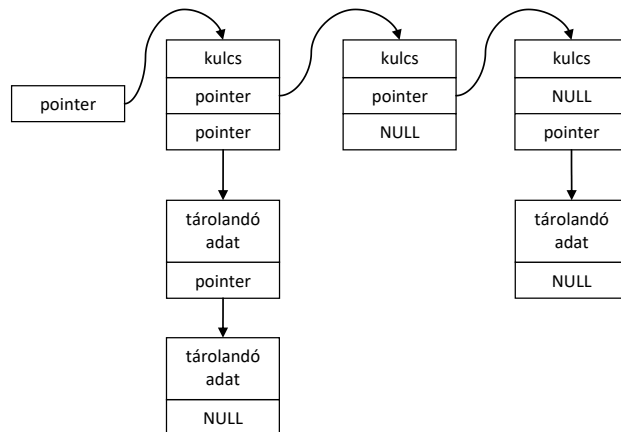 pointer
kulcs
pointer
pointer
kulcs
pointer
NULL
kulcs
NULL
pointer
tárolandó
adat
pointer
tárolandó
adat
NULL
tárolandó
adat
NULL